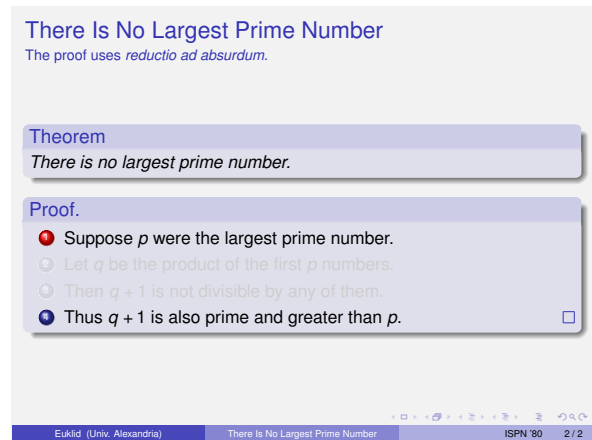 There Is No Largest Prime Number
The proof uses reductio ad absurdum.
Theorem
There is no largest prime number.
Proof.
1 Suppose p were the largest prime number.
2 Let q be the product of the first p numbers.
3 Then q + 1 is not divisible by any of them.
4 Thus q + 1 is also prime and greater than p.
Euklid (Univ. Alexandria) There Is No Largest Prime Number ISPN '80 2 / 2